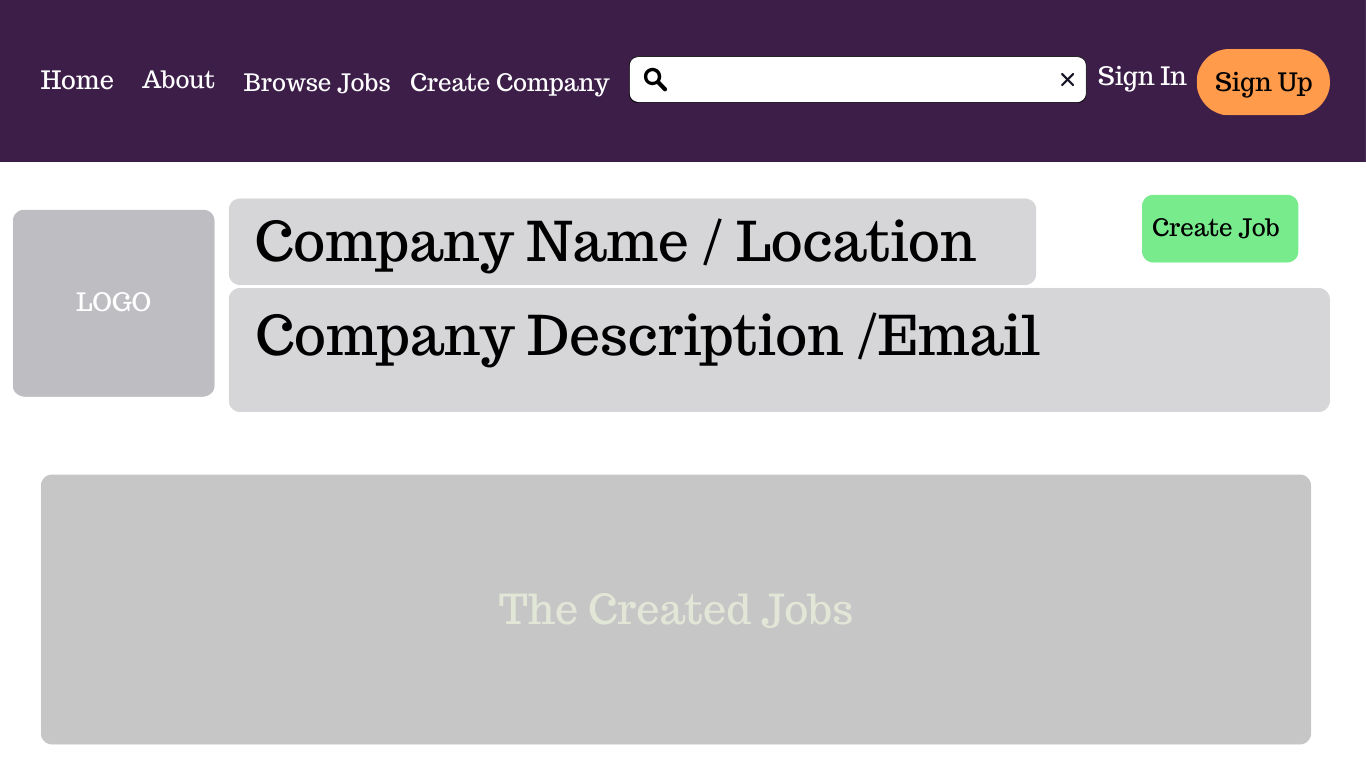 Home About Browse Jobs Create Company Sign In Sign Up
Company Name / Location
Create Job
LOGO
Company Description /Email
The Created Jobs